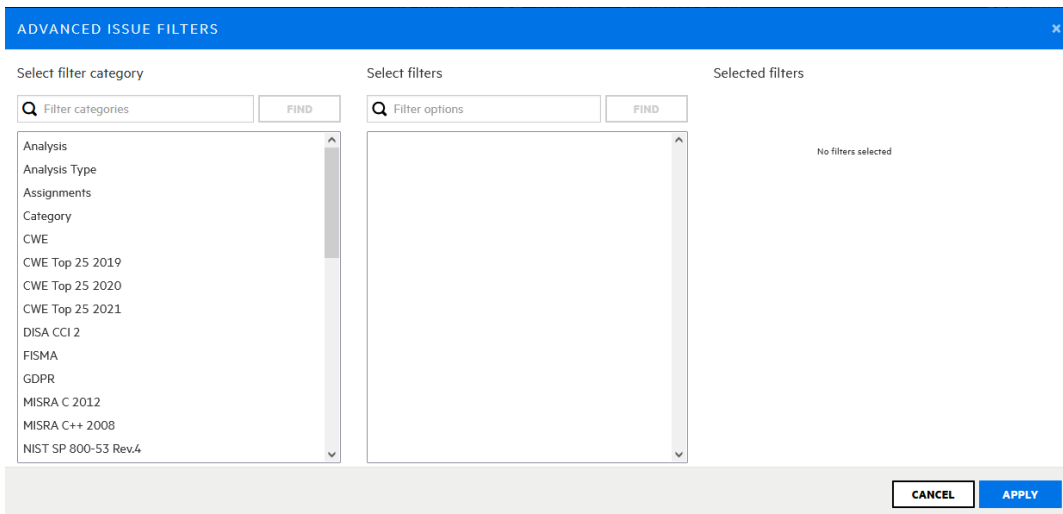 ADVANCED ISSUE FILTERS
x
Select filter category
Select filters
Selected filters
Filter categories
FIND
Filter options
FIND
No filters selected
Analysis
Analysis Type
Assignments
Category
CWE
CWE Top 25 2019
CWE Top 25 2020
CWE Top 25 2021
DISA CCI 2
FISMA
GDPR
MISRA C 2012
MISRA C++ 2008
NIST SP 800-53 Rev.4
CANCEL
APPLY